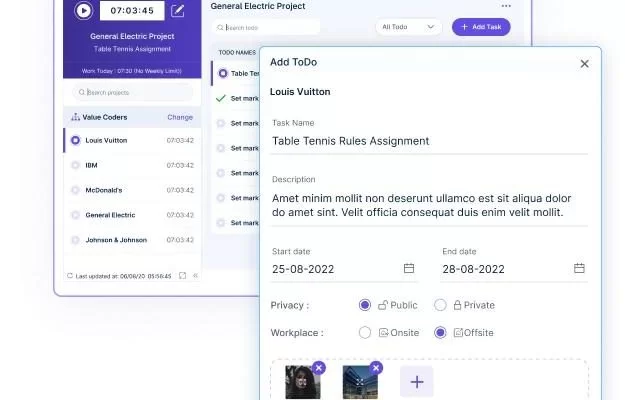 07:03:45
General Electric Project
Table Tennis Assignment
Work Today : 07:30 (No Weekly Limit))
Search projects
Value Coders Change
Louis Vuitton 07:03:42
IBM 07:03:42
McDonald's 07:03:42
General Electric 07:03:42
Johnson & Johnson 07:03:42
Last updated at: 06/06/20 05:56:45
General Electric Project
Search todo
All Todo
+ Add Task
TODO NAMES
Table Ter
Set mark
Set mark
Set mark
Set mark
Set mark
Set mark
Add ToDo
Louis Vuitton
Task Name
Table Tennis Rules Assignment
Description
Amet minim mollit non deserunt ullamco est sit aliqua dolor
do amet sint. Velit officia consequat duis enim velit mollit.
Start date End date
25-08-2022 28-08-2022
Privacy : Public Private
Workplace : Onsite Offsite